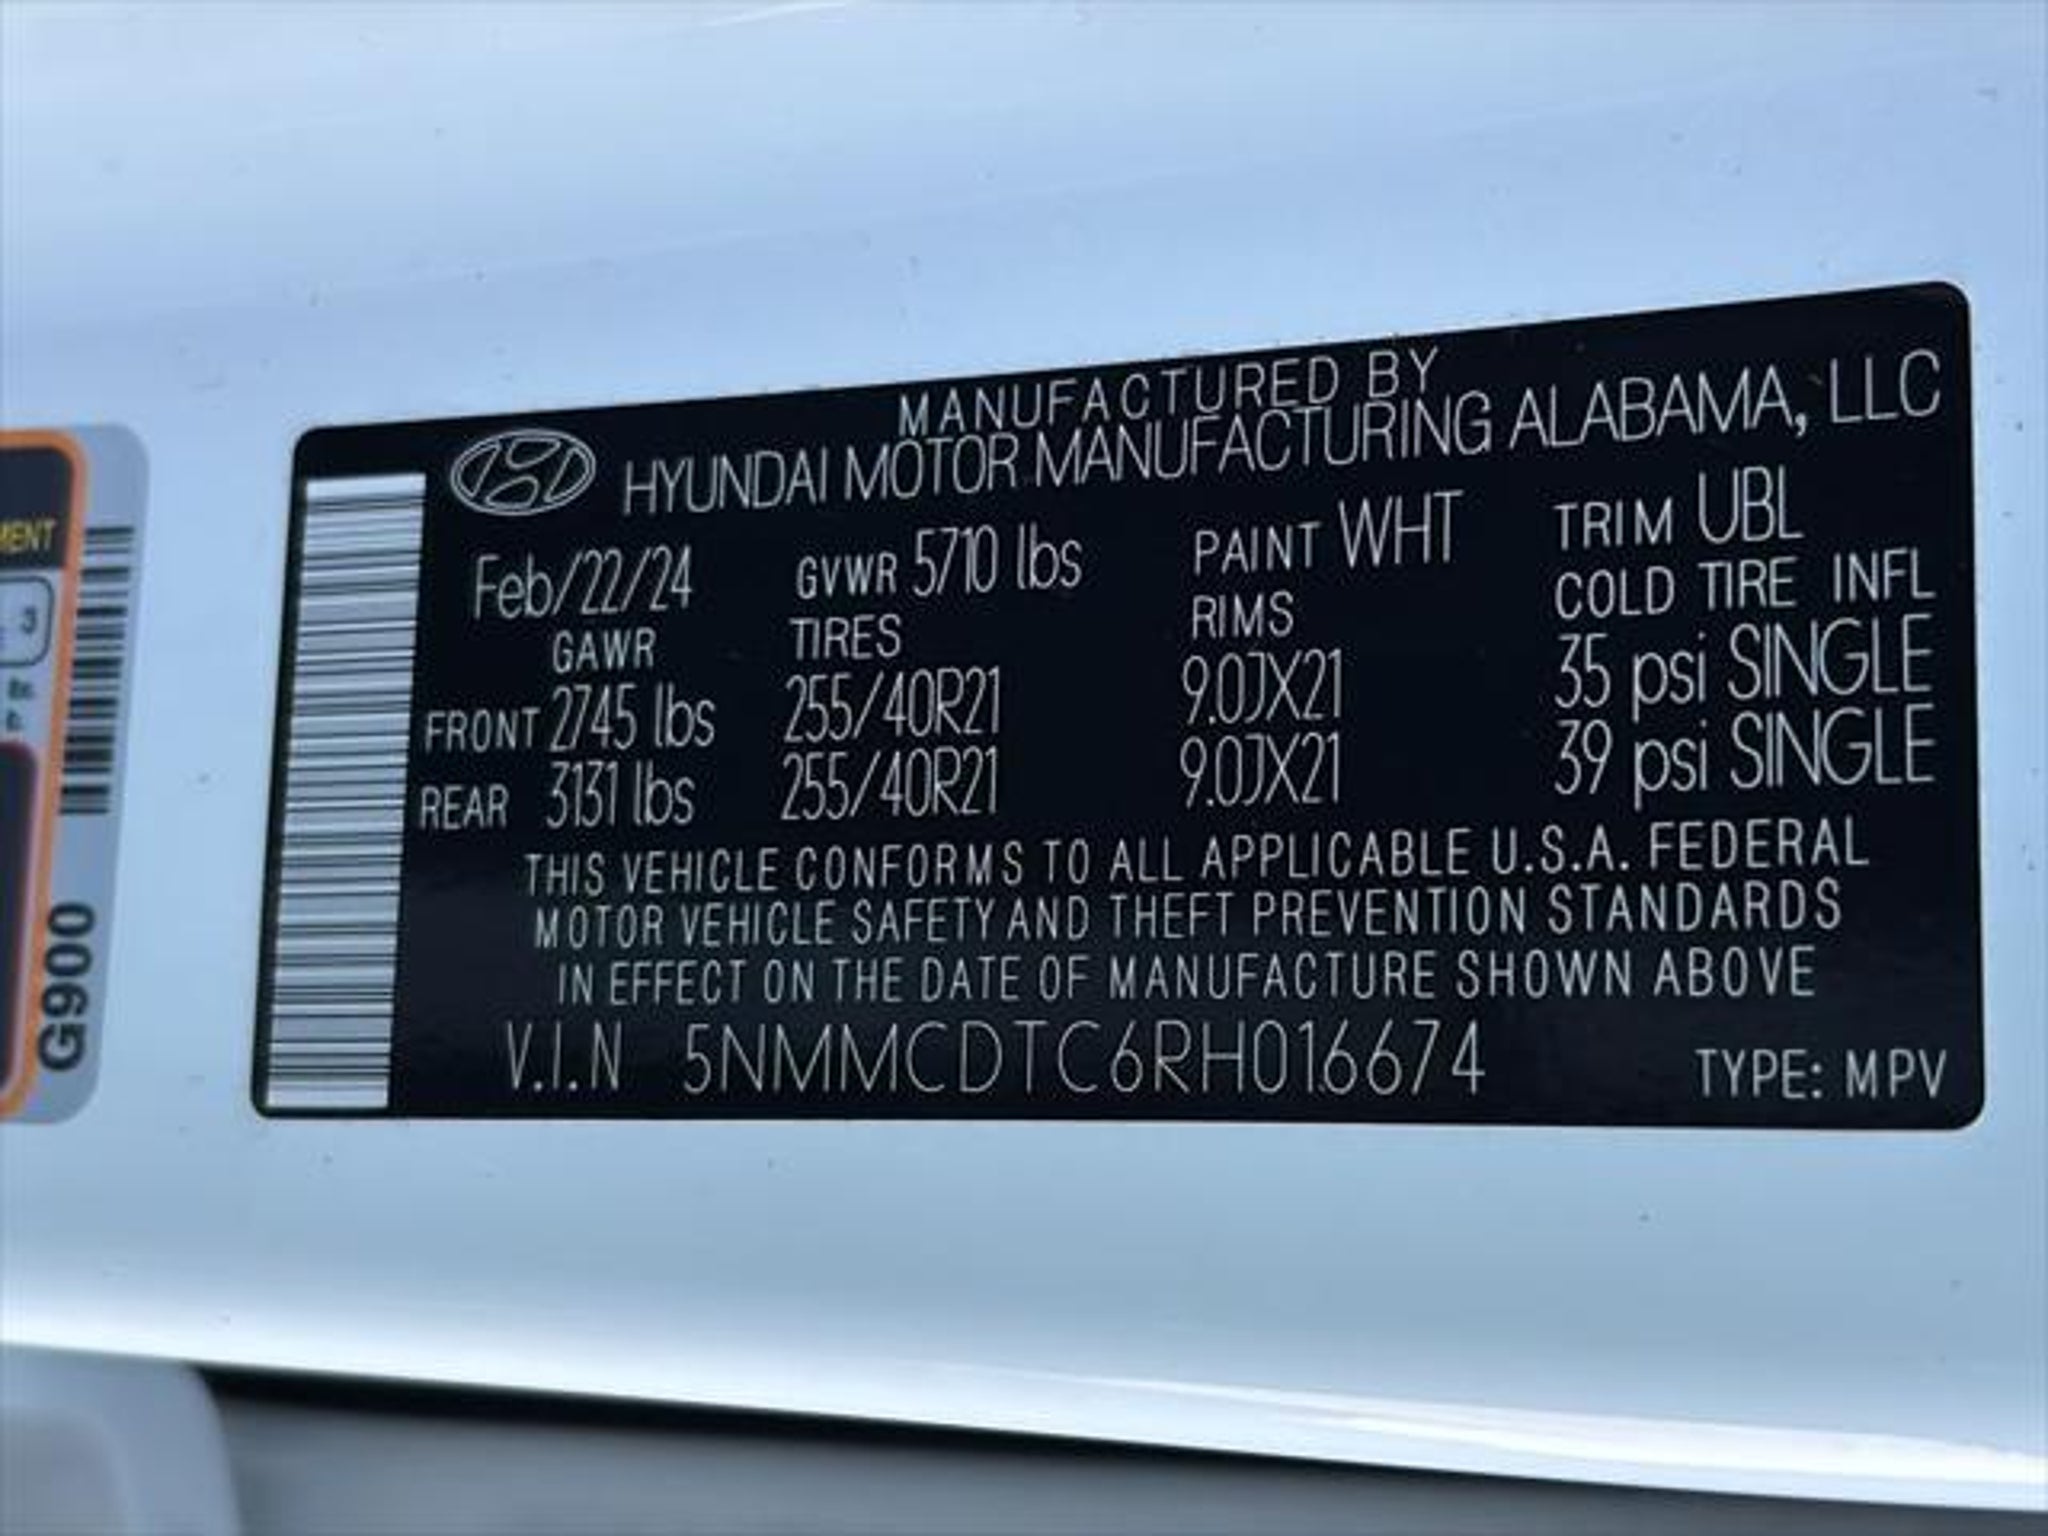 MANUFACTURED BY
HYUNDAI MOTOR MANUFACTURING ALABAMA, LLC
Feb/22/24 GVWR 5710 lbs PAINT WHT TRIM UBL
GAWR TIRES RIMS COLD TIRE INFL
FRONT 2745 lbs 255/40R21 9.0JX21 35 psi SINGLE
REAR 3131 lbs 255/40R21 9.0JX21 39 psi SINGLE
THIS VEHICLE CONFORMS TO ALL APPLICABLE U.S.A. FEDERAL
MOTOR VEHICLE SAFETY AND THEFT PREVENTION STANDARDS
IN EFFECT ON THE DATE OF MANUFACTURE SHOWN ABOVE
V.I.N 5NMMCDTC6RH016674 TYPE: MPV
MENT
3
G900